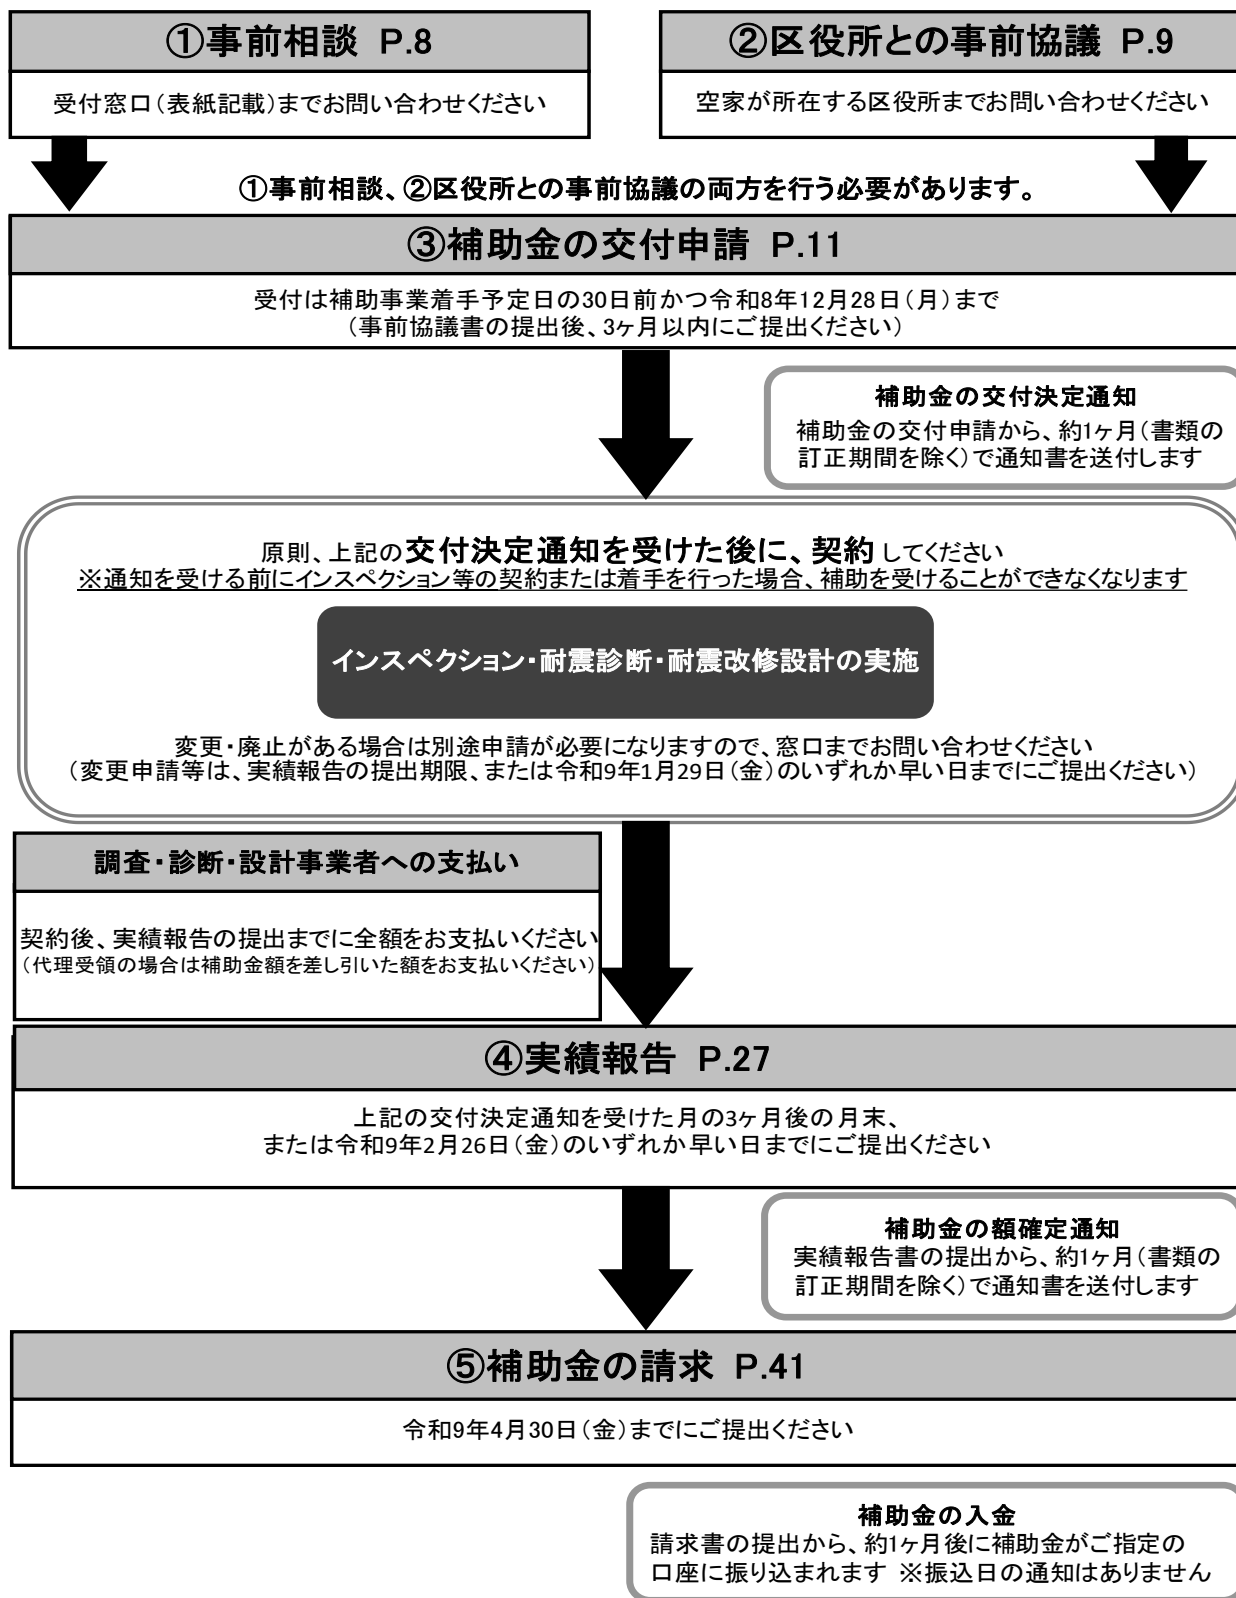 ①事前相談 P.8
受付窓口（表紙記載）までお問い合わせください
②区役所との事前協議 P.9
空家が所在する区役所までお問い合わせください
①事前相談、②区役所との事前協議の両方を行う必要があります。
③補助金の交付申請 P.11
受付は補助事業着手予定日の30日前かつ令和8年12月28日（月）まで
（事前協議書の提出後、3ヶ月以内にご提出ください）
補助金の交付決定通知
補助金の交付申請から、約1ヶ月（書類の
訂正期間を除く）で通知書を送付します
原則、上記の交付決定通知を受けた後に、契約してください
※通知を受ける前にインスペクション等の契約または着手を行った場合、補助を受けることができなくなります
インスペクション・耐震診断・耐震改修設計の実施
変更・廃止がある場合は別途申請が必要になりますので、窓口までお問い合わせください
（変更申請等は、実績報告の提出期限、または令和9年1月29日（金）のいずれか早い日までにご提出ください）
調査・診断・設計事業者への支払い
契約後、実績報告の提出までに全額をお支払いください
（代理受領の場合は補助金額を差し引いた額をお支払いください）
④実績報告 P.27
上記の交付決定通知を受けた月の3ヶ月後の月末、
または令和9年2月26日（金）のいずれか早い日までにご提出ください
補助金の額確定通知
実績報告書の提出から、約1ヶ月（書類の
訂正期間を除く）で通知書を送付します
⑤補助金の請求 P.41
令和9年4月30日（金）までにご提出ください
補助金の入金
請求書の提出から、約1ヶ月後に補助金がご指定の
口座に振り込まれます ※振込日の通知はありません